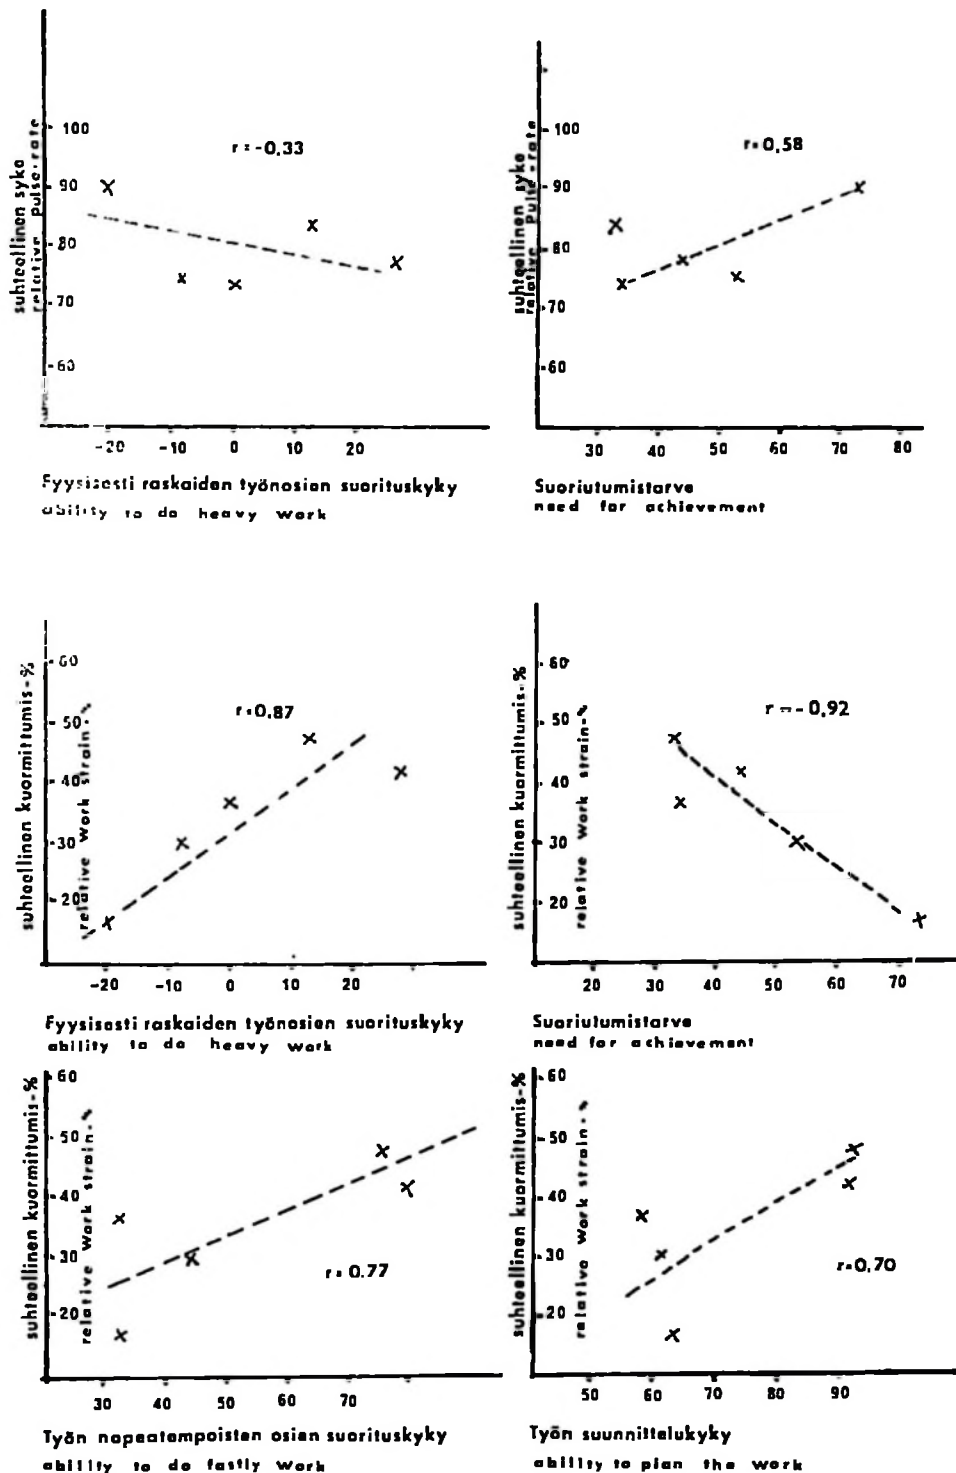 suhteellinen syke
relative pulse-rate
100
90
80
70
60
r = -0,33
-20 -10 0 10 20
Fyysisesti raskaiden työnosien suorituskyky
ability to do heavy work
suhteellinen syke
relative Pulse-rate
100
90
80
70
60
r=0,58
30 40 50 60 70 80
Suoriutumistarve
need for achievement
suhteellinen kuormittumis-%
relative Work strain-%
60
50
40
30
20
r=0,87
-20 -10 0 10 20
Fyysisesti raskaiden työnosien suorituskyky
ability to do heavy work
suhteellinen kuormittumis-%
relative Work strain-%
60
50
40
30
20
r = -0,92
20 30 40 50 60 70
Suoriutumistarve
need for achievement
suhteellinen kuormittumis-%
relative Work strain-%
60
50
40
30
20
r= 0.77
30 40 50 60 70
Työn nopeatempoisten osien suorituskyky
ability to do fastly work
suhteellinen kuormittumis-%
relative Work strain-%
60
50
40
30
20
r=0,70
50 60 70 80 90
Työn suunnittelukyky
ability to plan the work